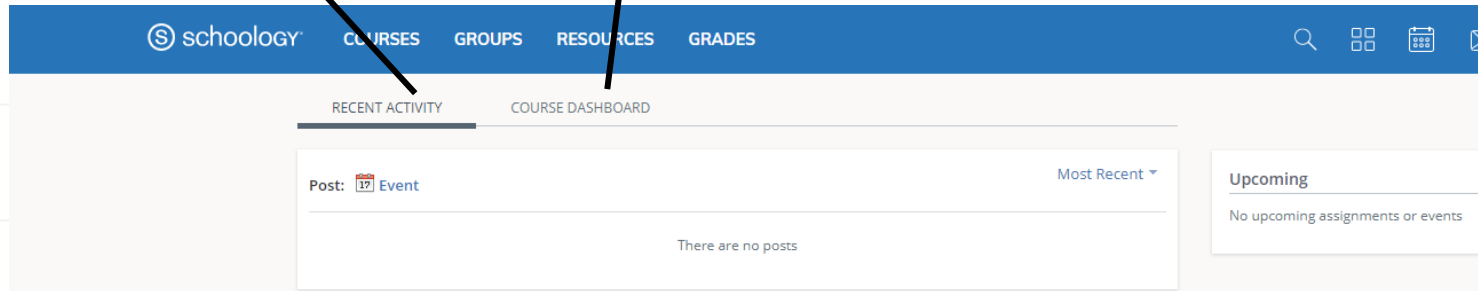 schoology COURSES GROUPS RESOURCES GRADES
RECENT ACTIVITY COURSE DASHBOARD
Post: 17 Event Most Recent
There are no posts
Upcoming
No upcoming assignments or events